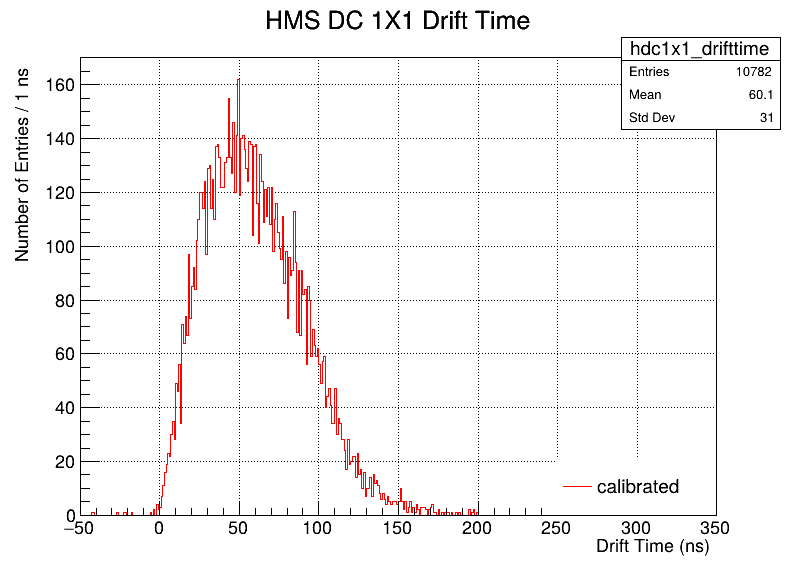 HMS DC 1X1 Drift Time
hdc1x1_drifttime
Entries 10782
Mean 60.1
Std Dev 31
Number of Entries / 1 ns
160
140
120
100
80
60
40
20
0
calibrated
−50 0 50 100 150 200 250 300 350
Drift Time (ns)